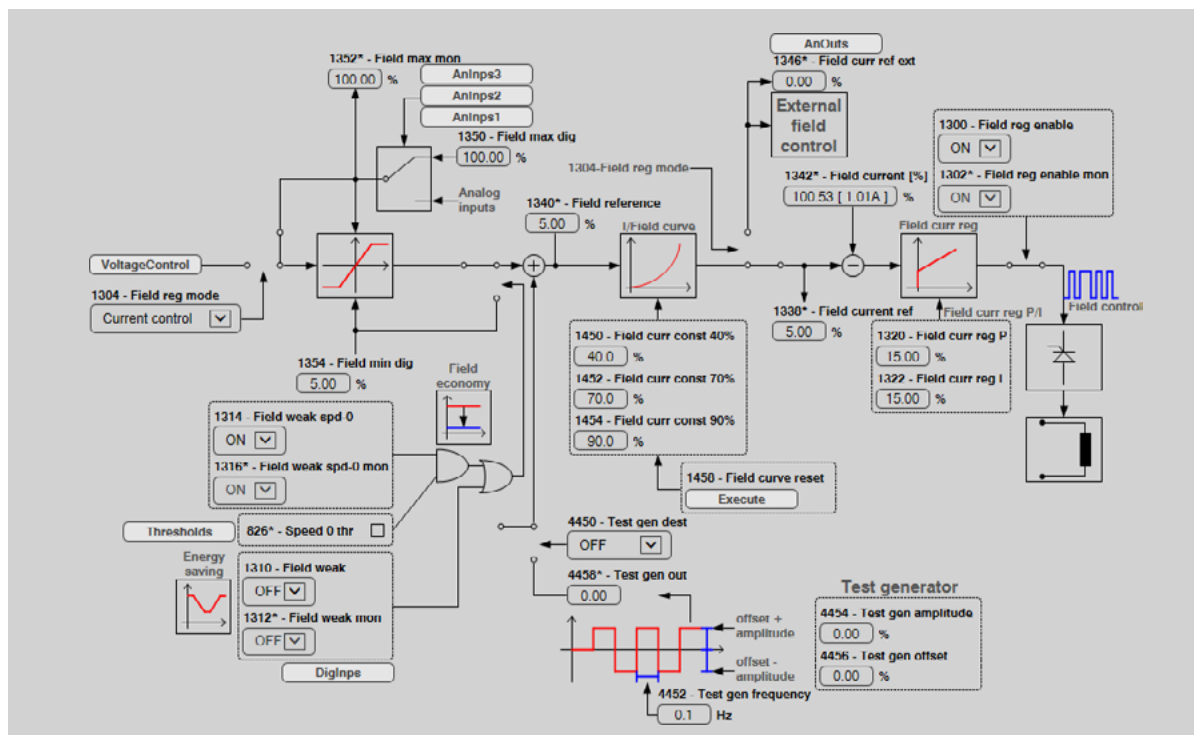 AnOuts
1352* - Field max mon
100.00 %
AnInps3
AnInps2
AnInps1
1346* - Field curr ref ext
0.00 %
External
field
control
1350 - Field max dig
100.00 %
Analog
inputs
1304-Field reg mode
1300 - Field reg enable
ON
1302* - Field reg enable mon
ON
1342* - Field current [%]
100.53 [ 1.01A ] %
1340* - Field reference
5.00 %
I/Field curve
Field curr reg
VoltageControl
1304 - Field reg mode
Current control
1338* - Field current ref
5.00 %
Field curr reg P/I
Field control
1320 - Field curr reg P
15.00 %
1322 - Field curr reg I
15.00 %
1354 - Field min dig
5.00 %
1450 - Field curr const 40%
40.0 %
1452 - Field curr const 70%
70.0 %
1454 - Field curr const 90%
90.0 %
Field
economy
1314 - Field weak spd-0
ON
1316* - Field weak spd-0 mon
ON
1450 - Field curve reset
Execute
Thresholds
826* - Speed 0 thr
4450 - Test gen dest
OFF
Energy
saving
1310 - Field weak
OFF
1312* - Field weak mon
OFF
DigInps
4458* - Test gen out
0.00
Test generator
offset +
amplitude
offset -
amplitude
4454 - Test gen amplitude
0.00 %
4456 - Test gen offset
0.00 %
4452 - Test gen frequency
0.1 Hz